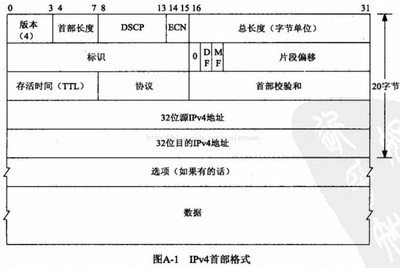 0 3 4 7 8 13 14 15 16 31
版本 首部长度 DSCP ECN 总长度（字节单位）
（4）
标识 0 DF MF 片段偏移
存活时间（TTL） 协议 首部校验和
20字节
32位源IPv4地址
32位目的IPv4地址
选项（如果有的话）
数据
图A-1 IPv4首部格式